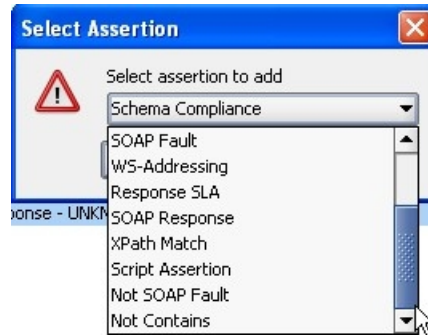 Select Assertion
Select assertion to add
Schema Compliance
SOAP Fault
WS-Addressing
Response SLA
SOAP Response
XPath Match
Script Assertion
Not SOAP Fault
Not Contains